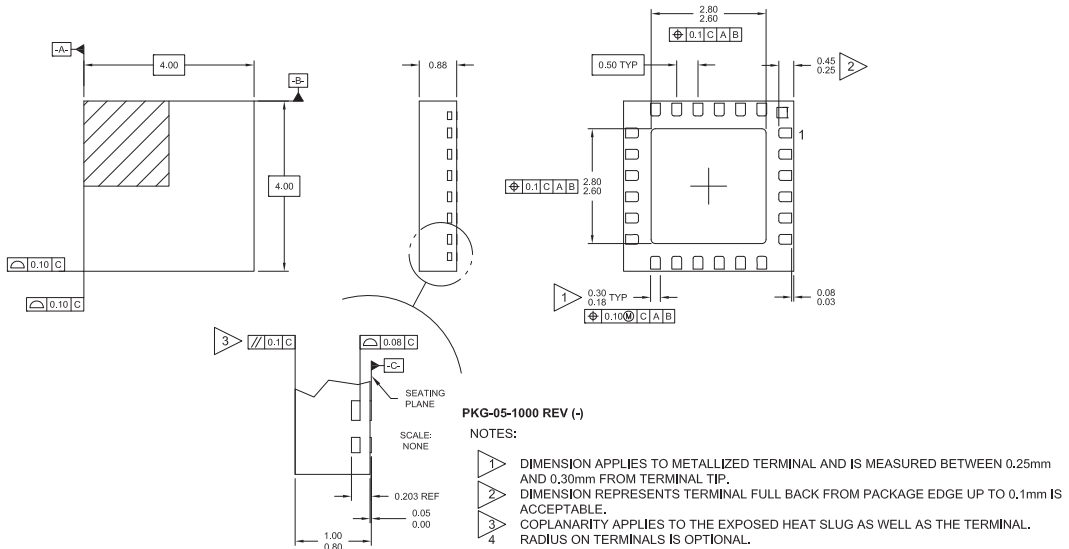 2.80
2.60
⌖ 0.1 C A B
-A-
4.00
-B-
0.88
0.50 TYP
0.45
0.25
2
1
4.00
⌖ 0.1 C A B
2.80
2.60
⌓ 0.10 C
⌓ 0.10 C
1
0.30 TYP
0.18
⌖ 0.10Ⓜ C A B
0.08
0.03
3
// 0.1 C
⌓ 0.08 C
-C-
SEATING
PLANE
SCALE:
NONE
0.203 REF
0.05
0.00
1.00
0.80
PKG-05-1000 REV (-)
NOTES:
1 DIMENSION APPLIES TO METALLIZED TERMINAL AND IS MEASURED BETWEEN 0.25mm
AND 0.30mm FROM TERMINAL TIP.
2 DIMENSION REPRESENTS TERMINAL FULL BACK FROM PACKAGE EDGE UP TO 0.1mm IS
ACCEPTABLE.
3 COPLANARITY APPLIES TO THE EXPOSED HEAT SLUG AS WELL AS THE TERMINAL.
4 RADIUS ON TERMINALS IS OPTIONAL.